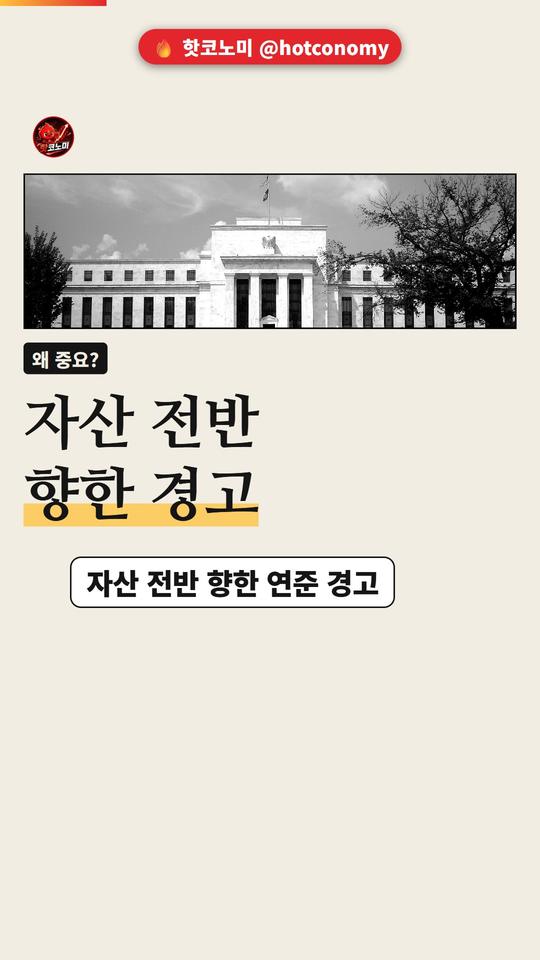 핫코노미 @hotconomy
핫코노미
왜 중요?
자산 전반
향한 경고
자산 전반 향한 연준 경고